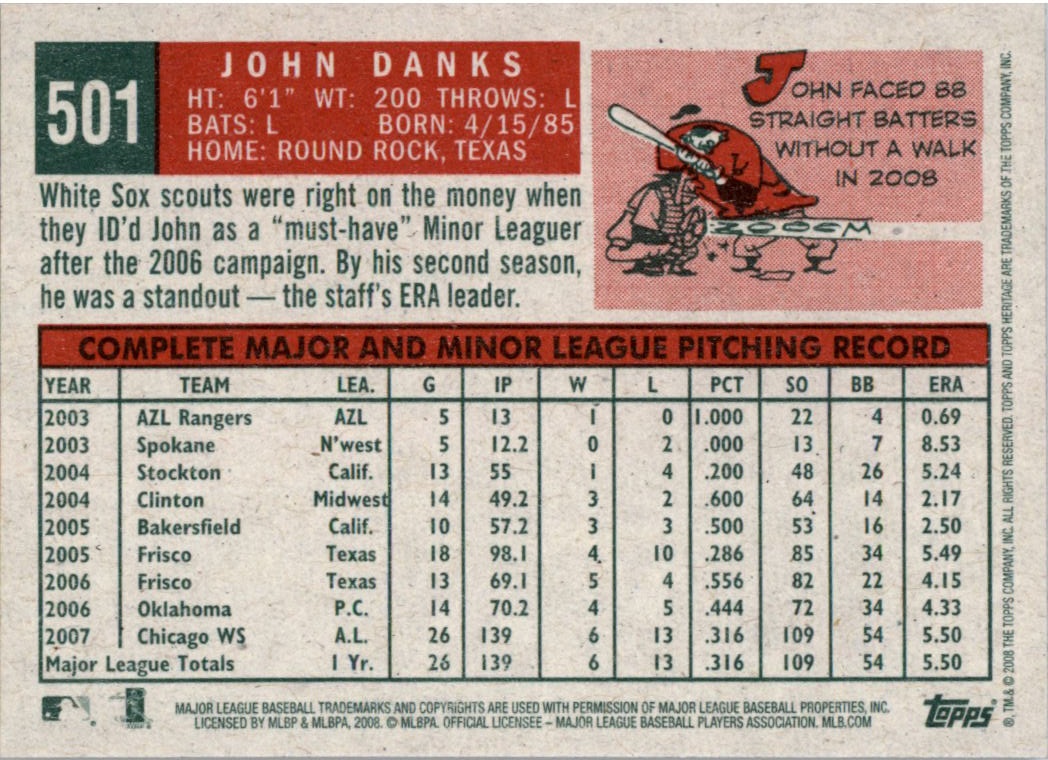 501
JOHN DANKS
HT: 6'1" WT: 200 THROWS: L
BATS: L BORN: 4/15/85
HOME: ROUND ROCK, TEXAS
JOHN FACED 88
STRAIGHT BATTERS
WITHOUT A WALK
IN 2008
ZOOOM
White Sox scouts were right on the money when
they ID'd John as a "must-have" Minor Leaguer
after the 2006 campaign. By his second season,
he was a standout — the staff's ERA leader.
COMPLETE MAJOR AND MINOR LEAGUE PITCHING RECORD
YEAR TEAM LEA. G IP W L PCT SO BB ERA
2003 AZL Rangers AZL 5 13 1 0 1.000 22 4 0.69
2003 Spokane N'west 5 12.2 0 2 .000 13 7 8.53
2004 Stockton Calif. 13 55 1 4 .200 48 26 5.24
2004 Clinton Midwest 14 49.2 3 2 .600 64 14 2.17
2005 Bakersfield Calif. 10 57.2 3 3 .500 53 16 2.50
2005 Frisco Texas 18 98.1 4 10 .286 85 34 5.49
2006 Frisco Texas 13 69.1 5 4 .556 82 22 4.15
2006 Oklahoma P.C. 14 70.2 4 5 .444 72 34 4.33
2007 Chicago WS A.L. 26 139 6 13 .316 109 54 5.50
Major League Totals 1 Yr. 26 139 6 13 .316 109 54 5.50
MAJOR LEAGUE BASEBALL TRADEMARKS AND COPYRIGHTS ARE USED WITH PERMISSION OF MAJOR LEAGUE BASEBALL PROPERTIES, INC.
LICENSED BY MLBP & MLBPA, 2008. © MLBPA. OFFICIAL LICENSEE – MAJOR LEAGUE BASEBALL PLAYERS ASSOCIATION. MLB.COM
Topps
®, TM & © 2008 THE TOPPS COMPANY, INC. ALL RIGHTS RESERVED. TOPPS AND TOPPS HERITAGE ARE TRADEMARKS OF THE TOPPS COMPANY, INC.